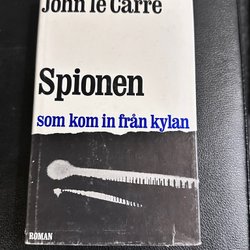 John le Carré
Spionen
som kom in från kylan
ROMAN